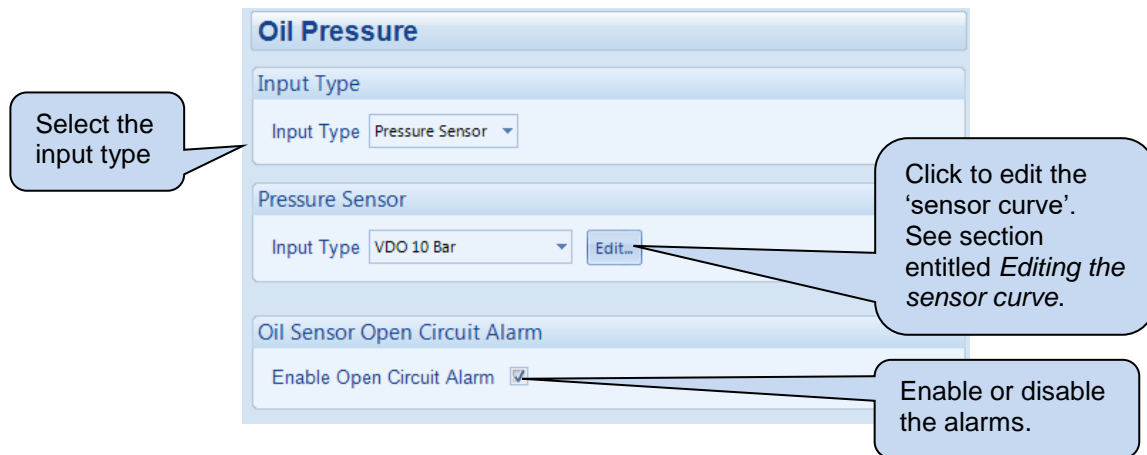 Oil Pressure
Input Type
Select the
input type
Input Type Pressure Sensor
Pressure Sensor
Input Type VDO 10 Bar Edit...
Click to edit the
‘sensor curve’.
See section
entitled Editing the
sensor curve.
Oil Sensor Open Circuit Alarm
Enable Open Circuit Alarm
Enable or disable
the alarms.